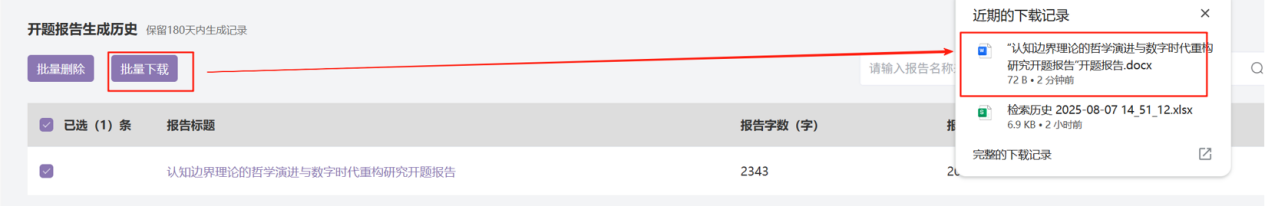 开题报告生成历史 保留180天内生成记录
批量删除 批量下载
请输入报告名称
已选（1）条 报告标题 报告字数（字）
认知边界理论的哲学演进与数字时代重构研究开题报告 2343
近期的下载记录
“认知边界理论的哲学演进与数字时代重构
研究开题报告”开题报告.docx
72 B • 2 分钟前
检索历史 2025-08-07 14_51_12.xlsx
6.9 KB • 2 小时前
完整的下载记录